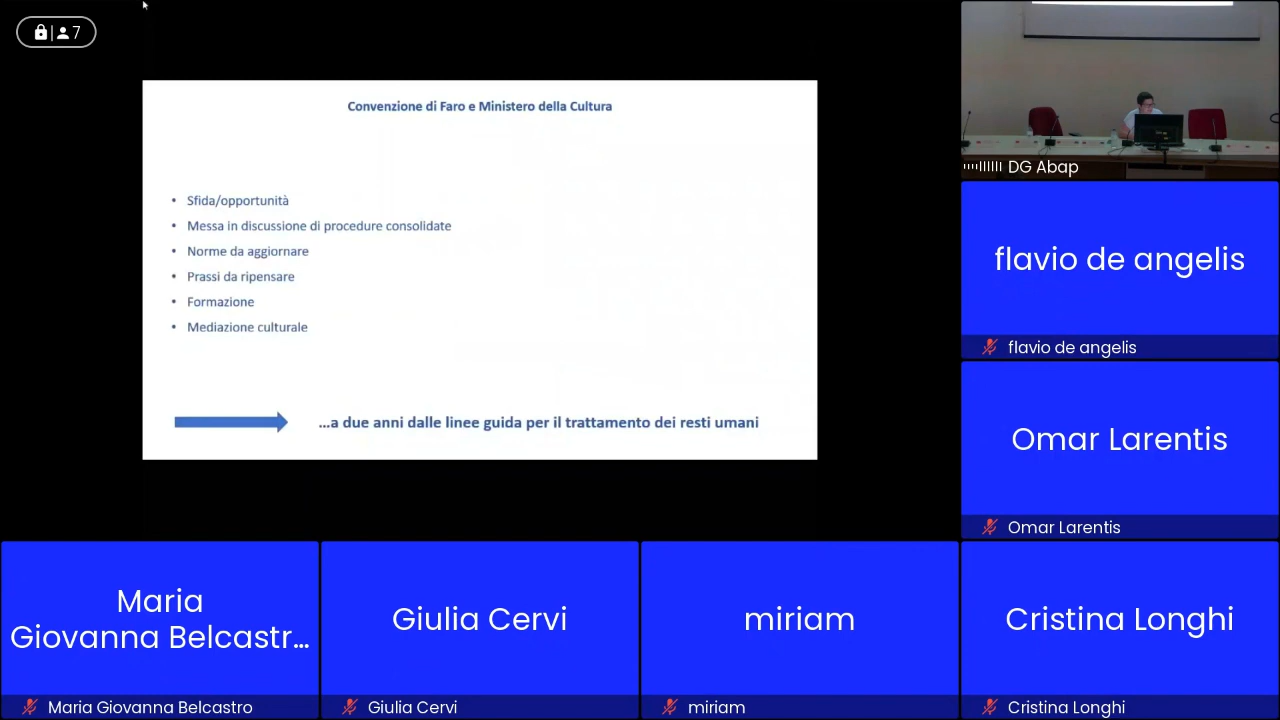 7
Convenzione di Faro e Ministero della Cultura
• Sfida/opportunità
• Messa in discussione di procedure consolidate
• Norme da aggiornare
• Prassi da ripensare
• Formazione
• Mediazione culturale
...a due anni dalle linee guida per il trattamento dei resti umani
DG Abap
flavio de angelis
flavio de angelis
Omar Larentis
Omar Larentis
Maria
Giovanna Belcastr...
Maria Giovanna Belcastro
Giulia Cervi
Giulia Cervi
miriam
miriam
Cristina Longhi
Cristina Longhi